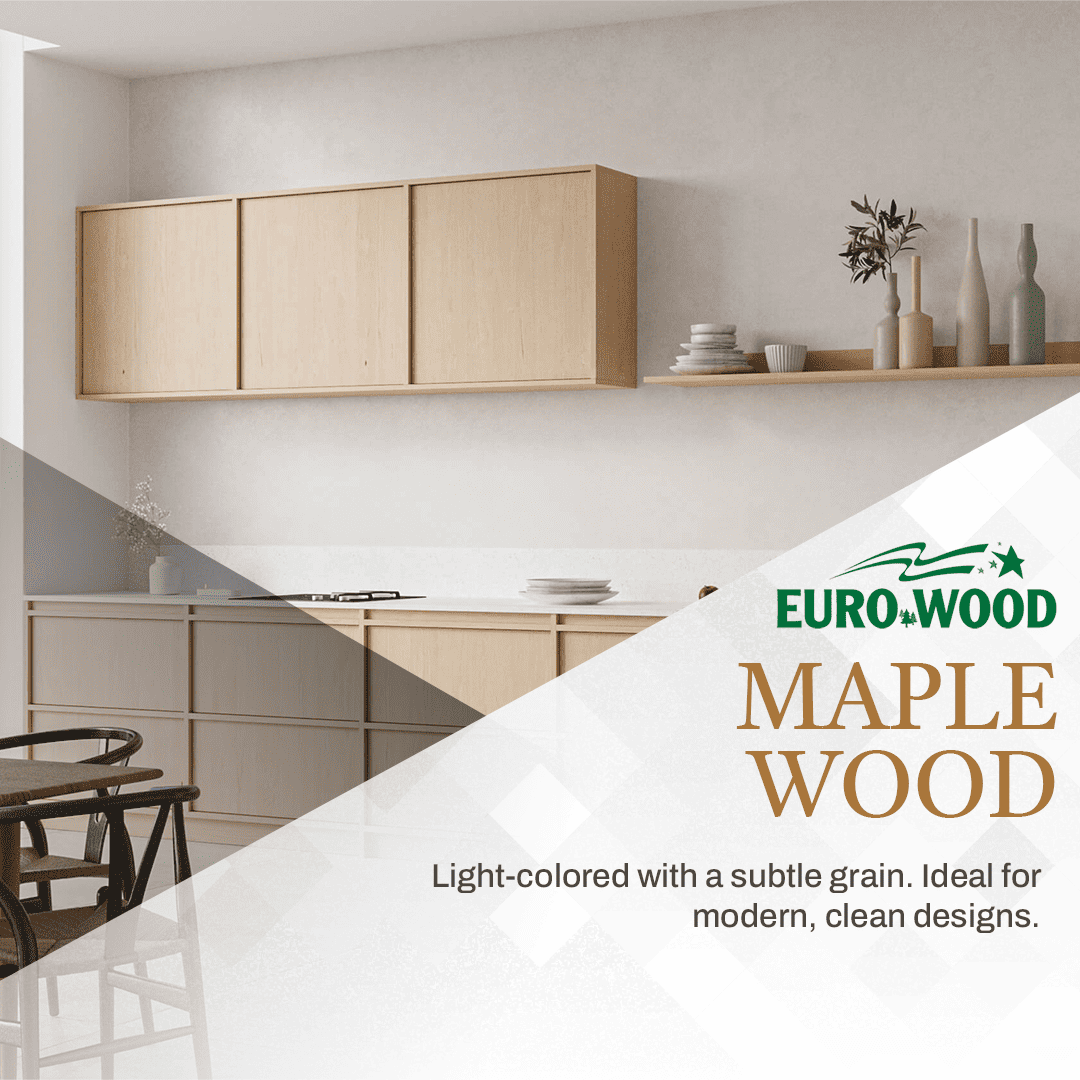 EURO WOOD
MAPLE
WOOD
Light-colored with a subtle grain. Ideal for
modern, clean designs.